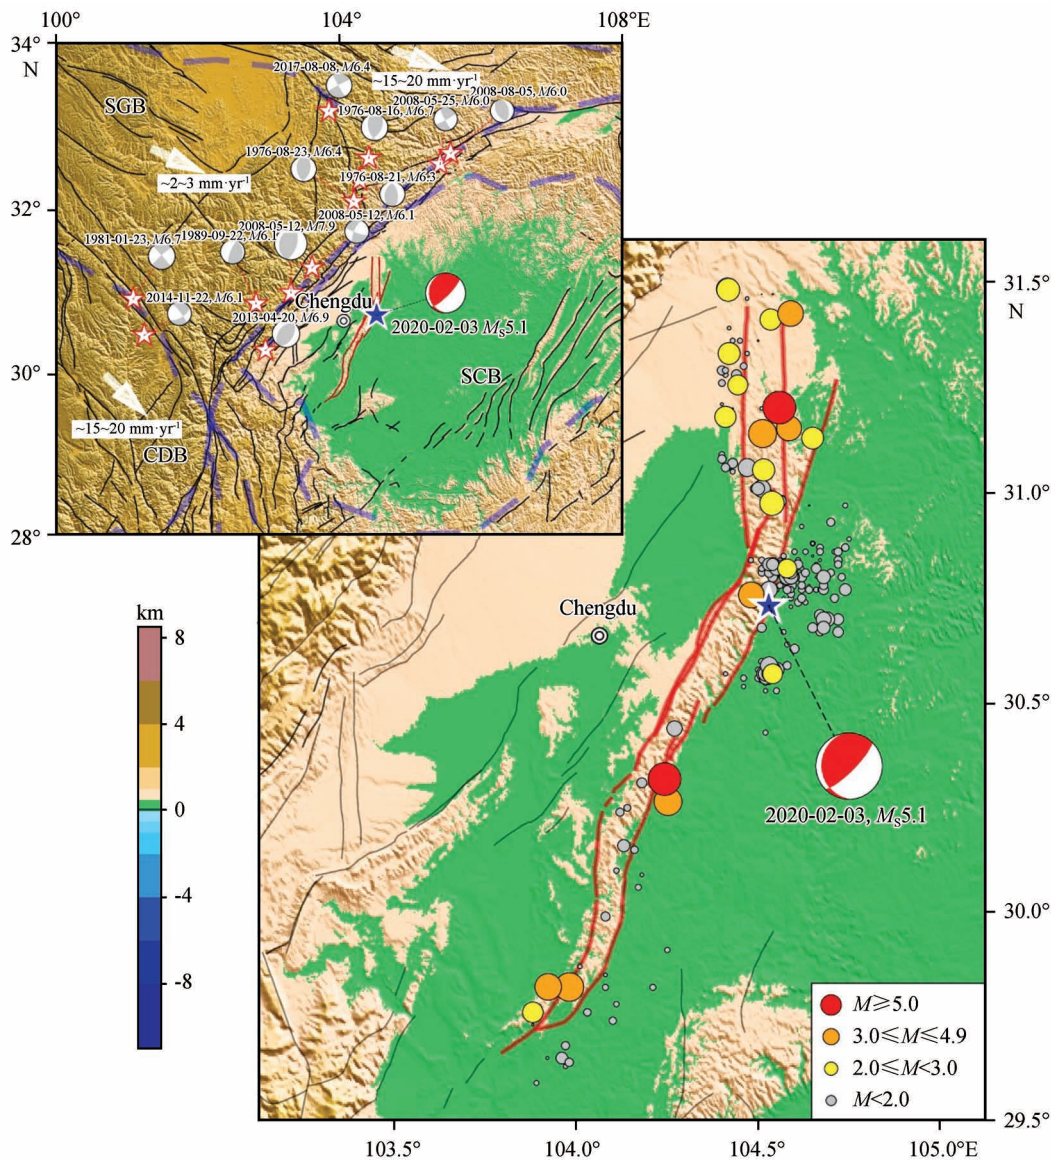 100°
104°
108°E
34°
N
2017-08-08, M6.4
~15~20 mm·yr⁻¹
SGB
2008-08-05, M6.0
2008-05-25, M6.0
1976-08-16, M6.7
1976-08-23, M6.4
~2~3 mm·yr⁻¹
1976-08-21, M6.3
32°
2008-05-12, M6.1
2008-05-12, M7.9
1989-09-22, M6.1
1981-01-23, M6.7
2014-11-22, M6.1
Chengdu
2013-04-20, M6.9
2020-02-03 Mₛ5.1
30°
SCB
~15~20 mm·yr⁻¹
CDB
28°
31.5°
N
31.0°
Chengdu
km
8
4
0
-4
-8
30.5°
2020-02-03, Mₛ5.1
30.0°
M≥5.0
3.0≤M≤4.9
2.0≤M<3.0
M<2.0
29.5°
103.5°
104.0°
104.5°
105.0°E